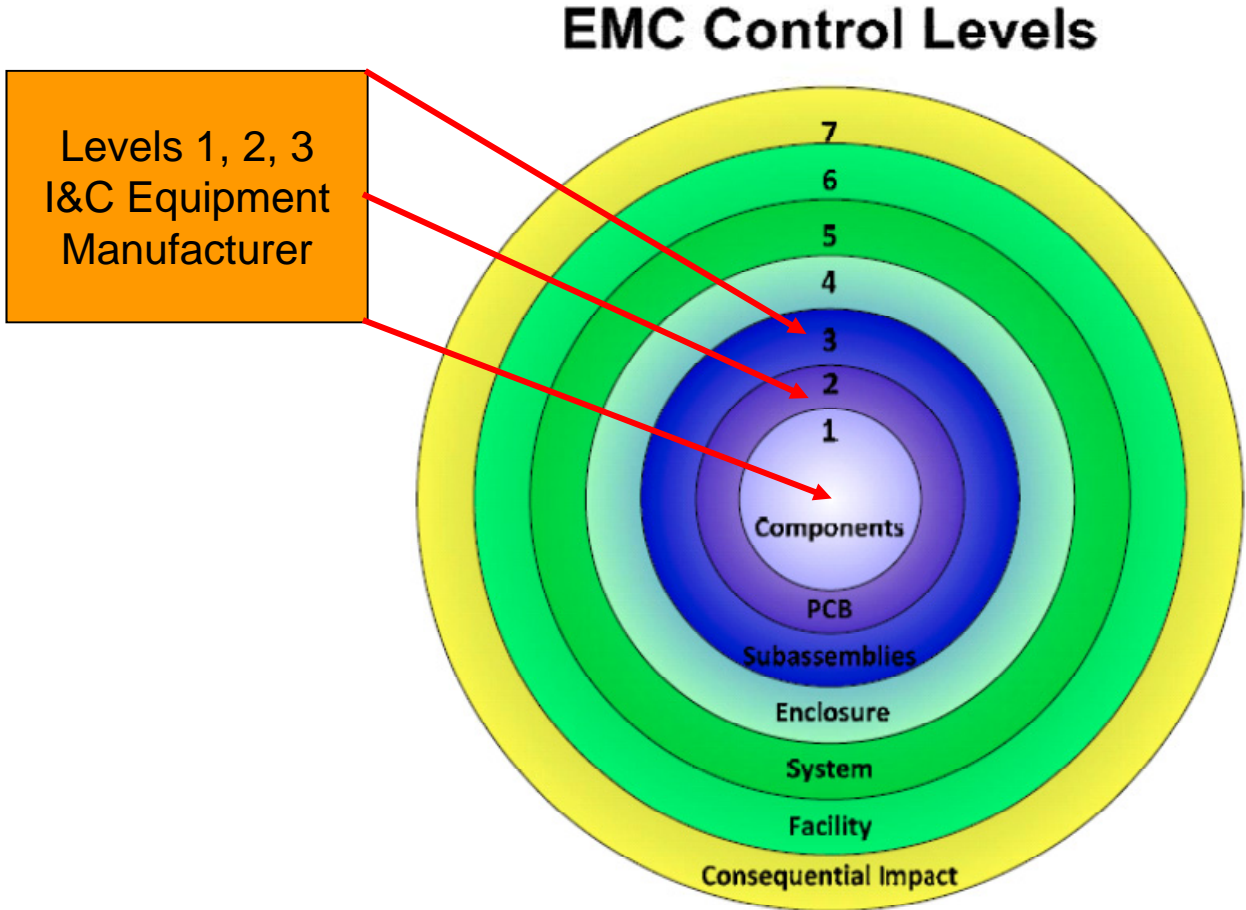 EMC Control Levels
Levels 1, 2, 3
I&C Equipment
Manufacturer
7
6
5
4
3
2
1
Components
PCB
Subassemblies
Enclosure
System
Facility
Consequential Impact